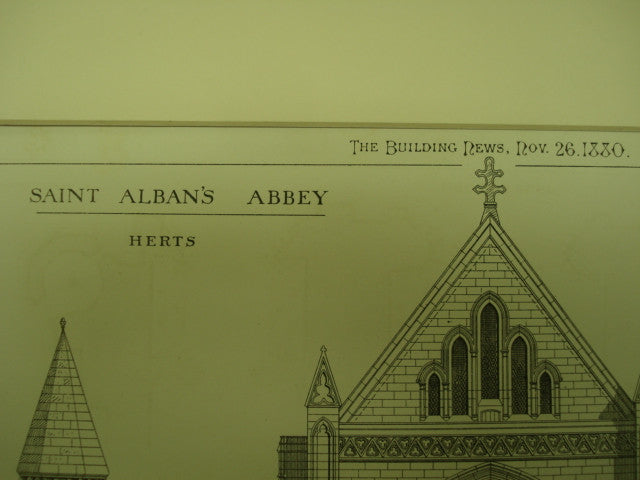 THE BUILDING NEWS, NOV. 26. 1880.
SAINT ALBAN'S ABBEY
HERTS